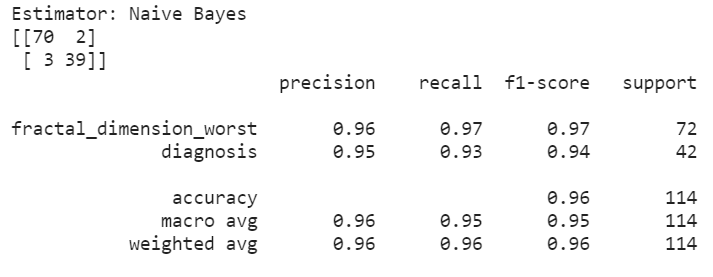 Estimator: Naive Bayes
[[70  2]
 [ 3 39]]
precision    recall  f1-score   support
fractal_dimension_worst       0.96      0.97      0.97        72
diagnosis       0.95      0.93      0.94        42
accuracy                           0.96       114
macro avg       0.96      0.95      0.95       114
weighted avg       0.96      0.96      0.96       114